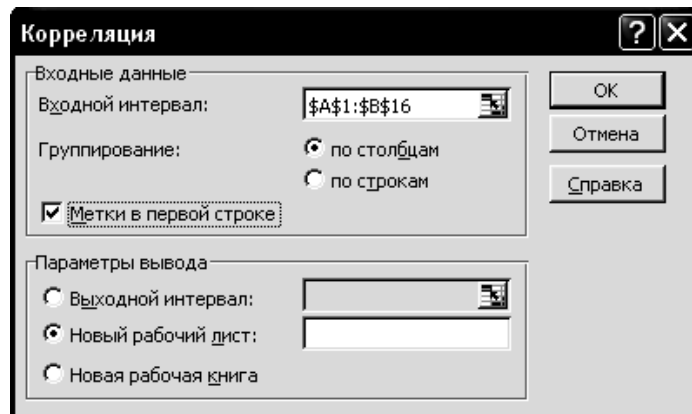 Корреляция
Входные данные
Входной интервал: $A$1:$B$16
Группирование: по столбцам
по строкам
Метки в первой строке
Параметры вывода
Выходной интервал:
Новый рабочий лист:
Новая рабочая книга
ОК
Отмена
Справка